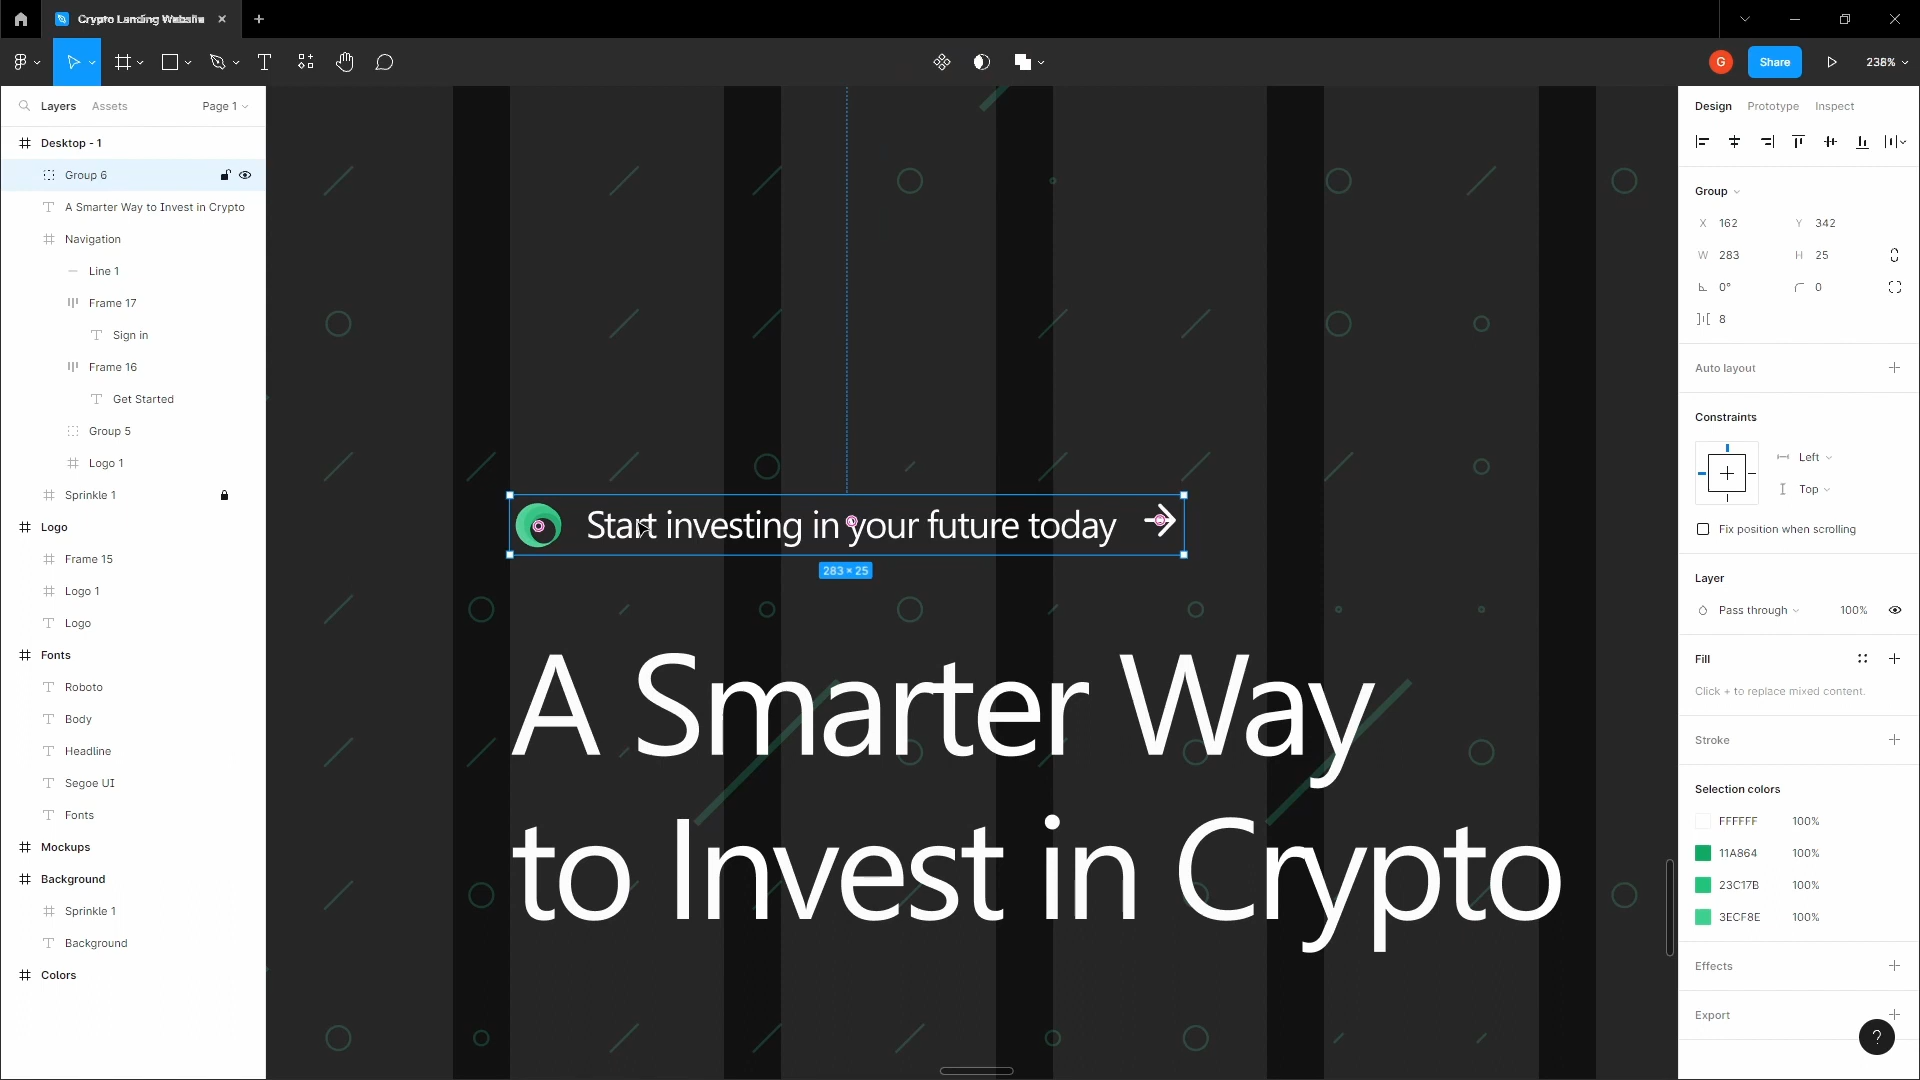 Crypto Landing Website
G
Share
238%
Layers
Assets
Page 1
Desktop - 1
Group 6
A Smarter Way to Invest in Crypto
Navigation
Line 1
Frame 17
Sign in
Frame 16
Get Started
Group 5
Logo 1
Sprinkle 1
Logo
Frame 15
Logo 1
Logo
Fonts
Roboto
Body
Headline
Segoe UI
Fonts
Mockups
Background
Sprinkle 1
Background
Colors
Start investing in your future today
283 × 25
A Smarter Way
to Invest in Crypto
Design
Prototype
Inspect
Group
X 162
Y 342
W 283
H 25
0°
0
8
Auto layout
Constraints
Left
Top
Fix position when scrolling
Layer
Pass through
100%
Fill
Click + to replace mixed content.
Stroke
Selection colors
FFFFFF 100%
11A864 100%
23C17B 100%
3ECF8E 100%
Effects
Export
?